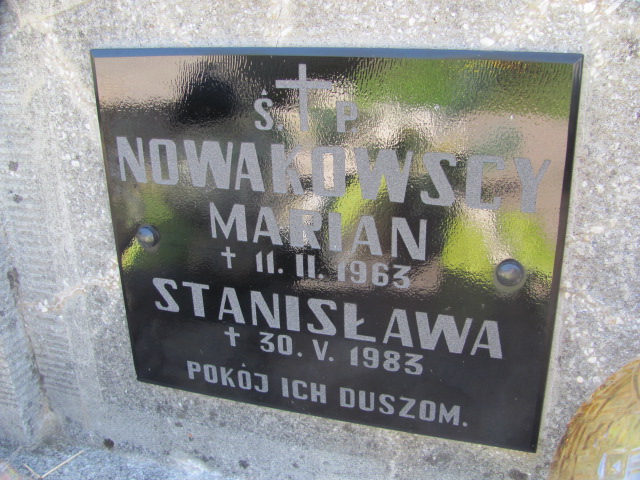 Ś. P.
NOWAKOWSCY
MARIAN
† 11. II. 1963
STANISŁAWA
† 30. V. 1983
POKÓJ ICH DUSZOM.